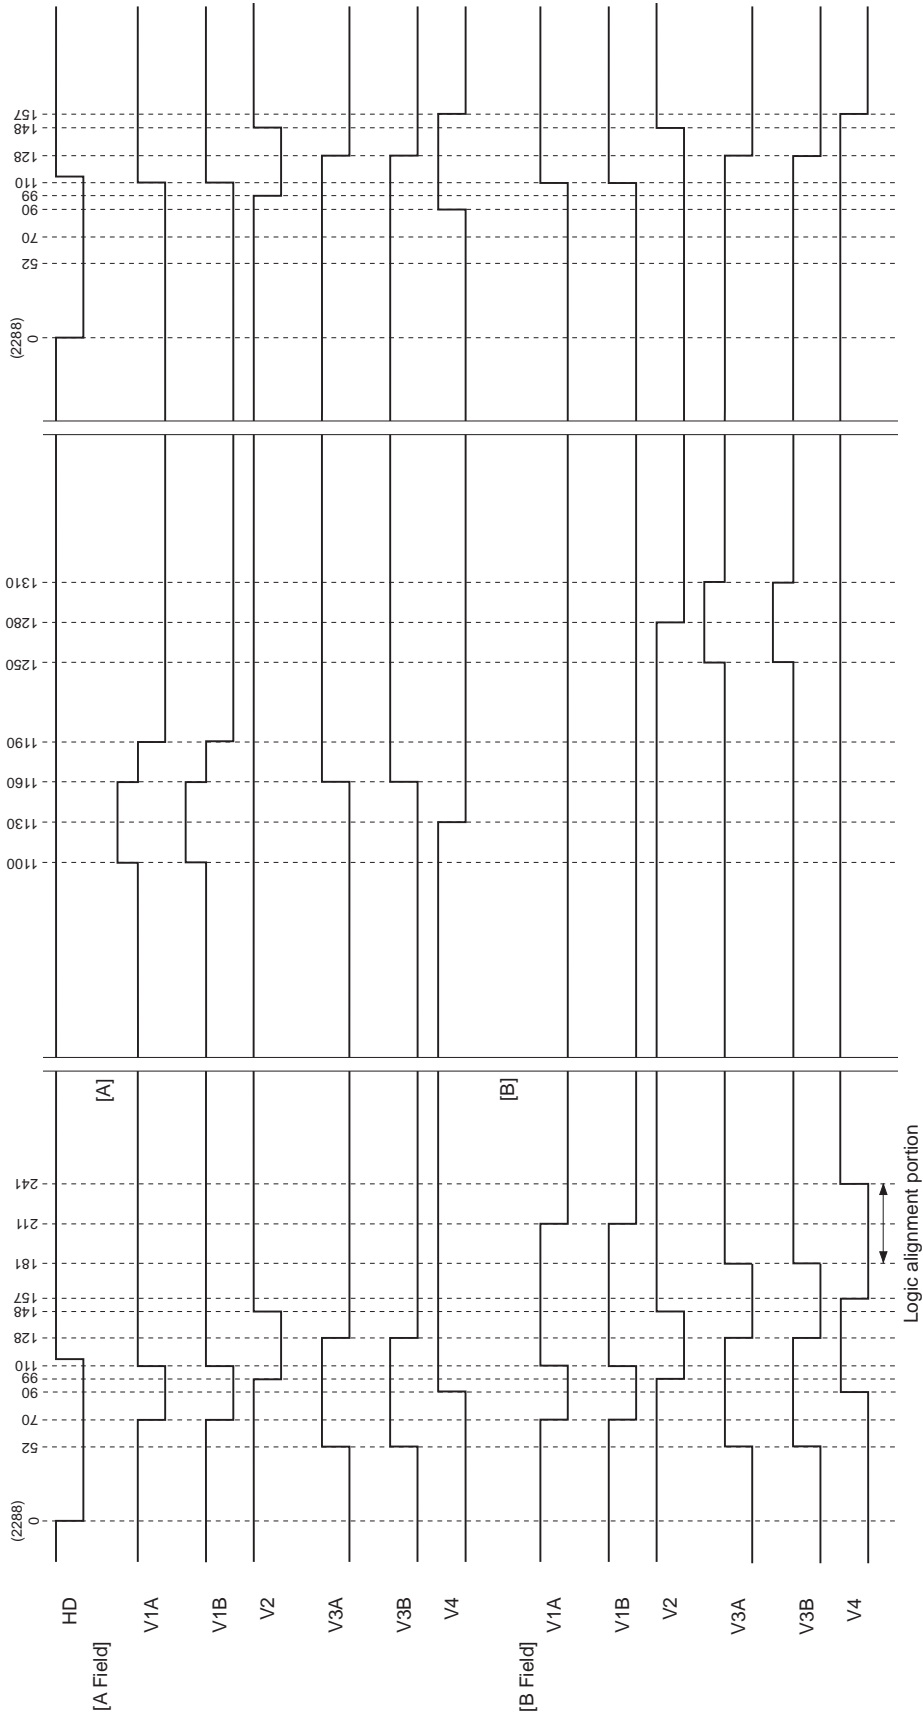 (2288) (2288)
0 52 70 90 99 110 128 148 157 181 211 241 1100 1130 1160 1190 1250 1280 1310 0 52 70 90 99 110 128 148 157
HD
[A Field] [A]
V1A
V1B
V2
V3A
V3B
V4
[B Field] [B]
V1A
V1B
V2
V3A
V3B
V4
Logic alignment portion